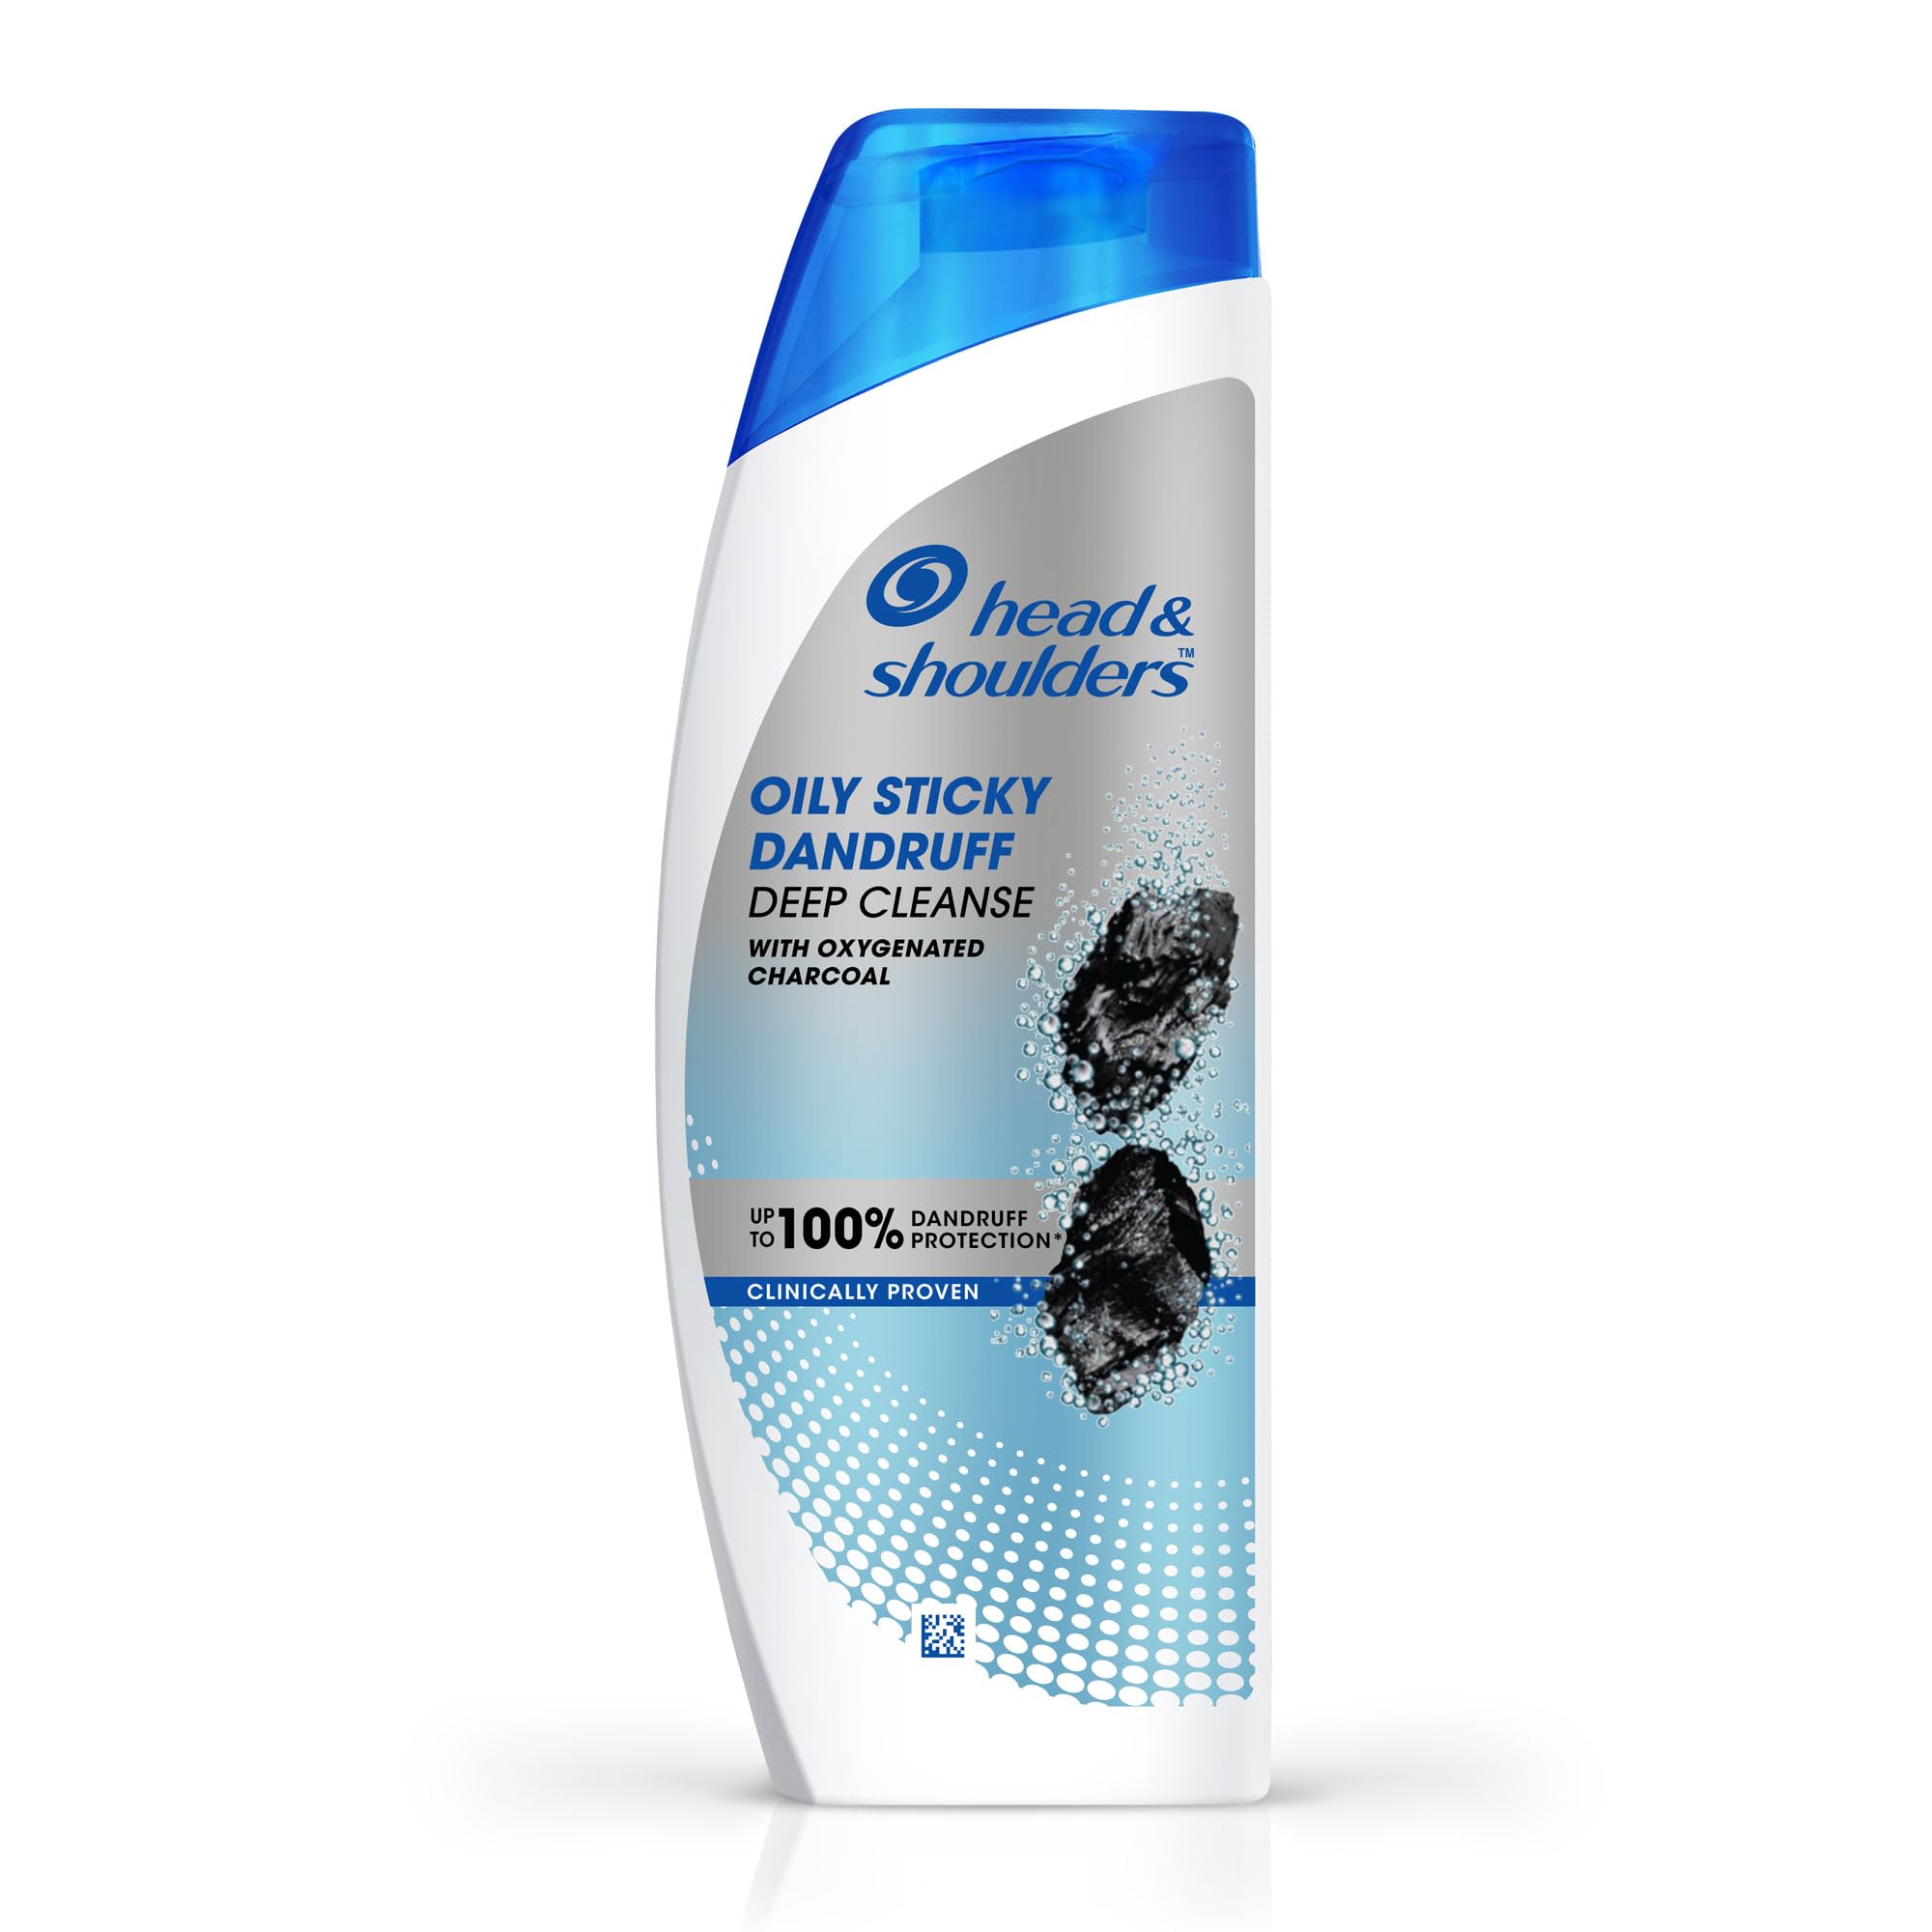 head &
shoulders™
OILY STICKY
DANDRUFF
DEEP CLEANSE
WITH OXYGENATED
CHARCOAL
UP TO 100% DANDRUFF PROTECTION*
CLINICALLY PROVEN